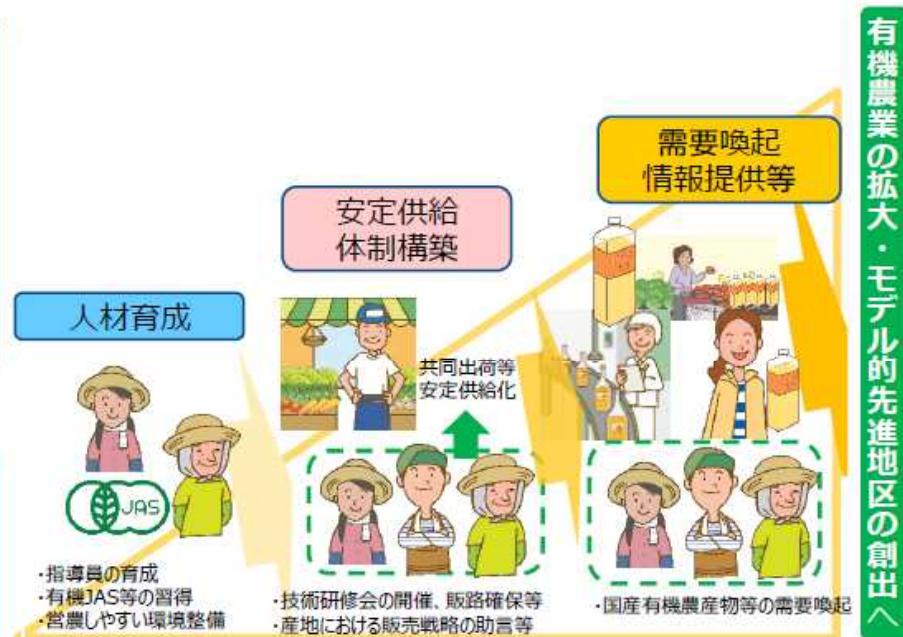 人材育成
JAS
・指導員の育成
・有機JAS等の習得
・営農しやすい環境整備
安定供給
体制構築
共同出荷等
安定供給化
・技術研修会の開催、販路確保等
・産地における販売戦略の助言等
需要喚起
情報提供等
・国産有機農産物等の需要喚起
有機農業の拡大・モデル的先進地区の創出へ